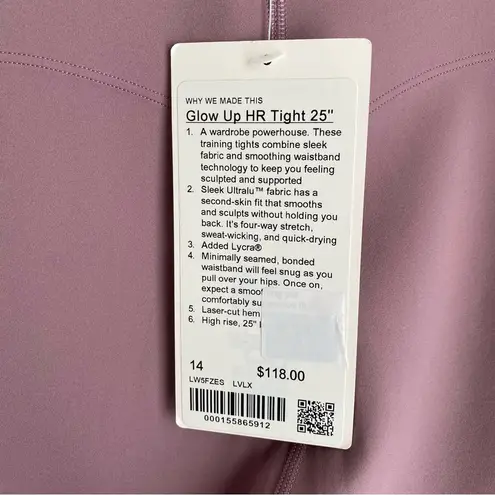 WHY WE MADE THIS
Glow Up HR Tight 25"
1. A wardrobe powerhouse. These
training tights combine sleek
fabric and smoothing waistband
technology to keep you feeling
sculpted and supported
2. Sleek Ultralu™ fabric has a
second-skin fit that smooths
and sculpts without holding you
back. It's four-way stretch,
sweat-wicking, and quick-drying
3. Added Lycra®
4. Minimally seamed, bonded
waistband will feel snug as you
pull over your hips. Once on,
expect a smoo
comfortably su
5. Laser-cut hem
6. High rise, 25"
14 $118.00
LW5FZES LVLX
000155865912